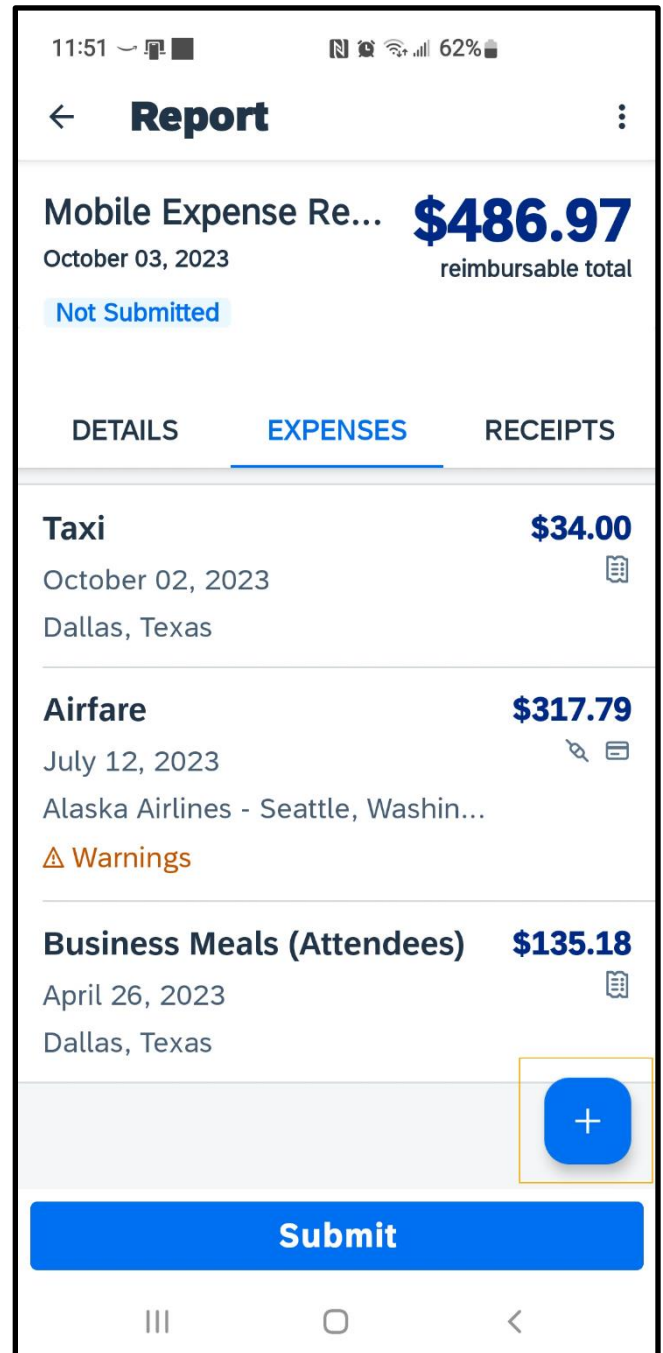 11:51 62%
Report
Mobile Expense Re... $486.97
October 03, 2023 reimbursable total
Not Submitted
DETAILS EXPENSES RECEIPTS
Taxi $34.00
October 02, 2023
Dallas, Texas
Airfare $317.79
July 12, 2023
Alaska Airlines - Seattle, Washin...
Warnings
Business Meals (Attendees) $135.18
April 26, 2023
Dallas, Texas
+
Submit